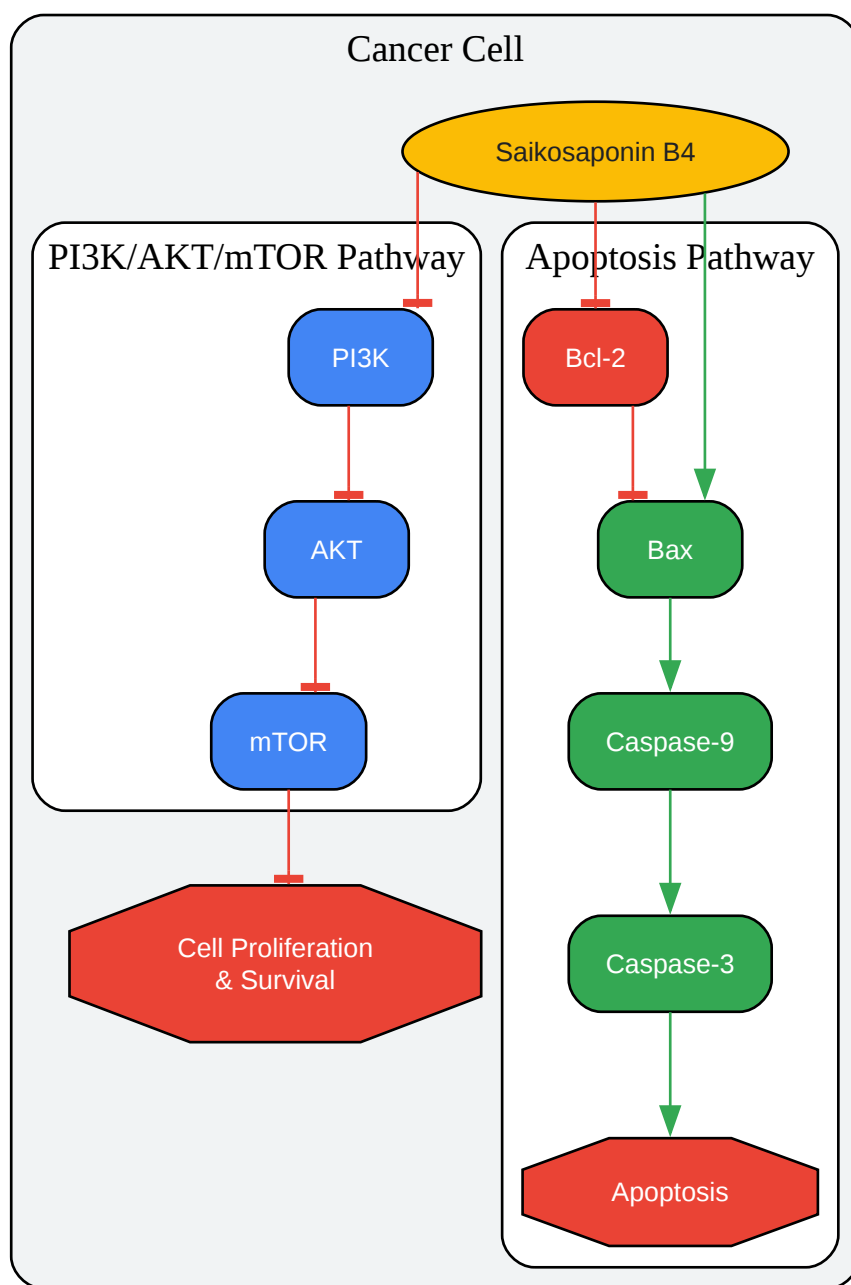 Cancer Cell
Saikosaponin B4
PI3K/AKT/mTOR Pathway
Apoptosis Pathway
PI3K
Bcl-2
AKT
Bax
mTOR
Caspase-9
Cell Proliferation
& Survival
Caspase-3
Apoptosis